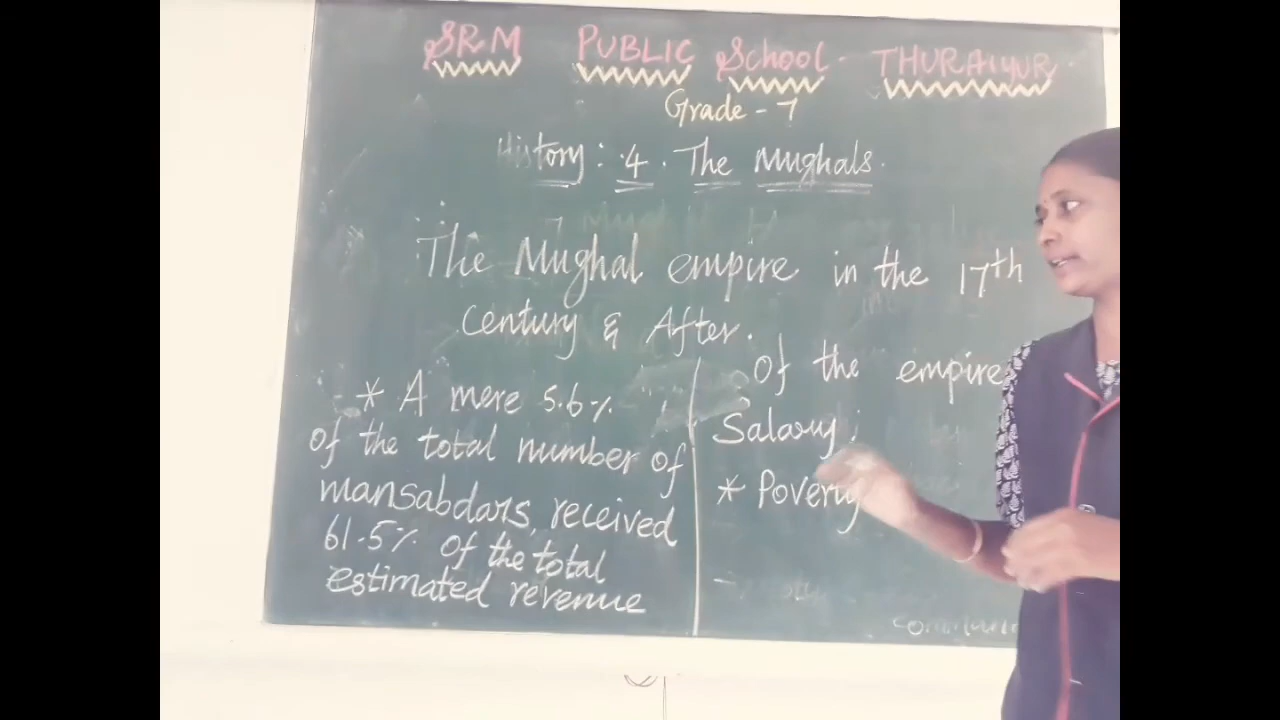 SRM PUBLIC School - THURAIYUR
Grade - 7
History : 4. The Mughals.
The Mughal empire in the 17th
Century & After.
* A mere 5.6%
of the total number of
mansabdars, received
61.5% of the total
estimated revenue
of the empire
Salary;
* Poverty